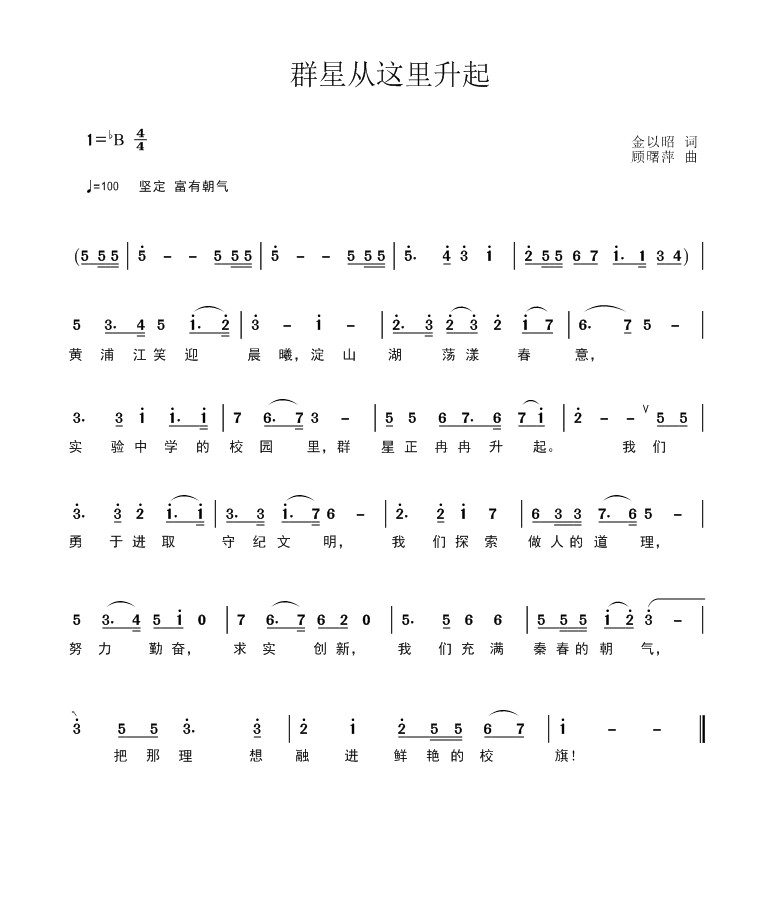 群星从这里升起
1=♭B 4/4
金以昭 词
顾曙萍 曲
♩=100 坚定 富有朝气
(5 5 5 | 5̇ - - 5 5 5 | 5̇ - - 5 5 5 | 5̇. 4̇ 3̇ 1̇ | 2̇ 5 5 6 7 1̇. 1 3 4) |
5 3. 4 5 1̇. 2̇ | 3̇ - 1̇ - | 2̇. 3̇ 2̇ 3̇ 2̇ 1̇ 7 | 6. 7 5 - |
黄浦江笑迎 晨曦，淀山湖荡漾春意，
3. 3 1̇ 1̇. 1̇ | 7 6. 7 3 - | 5 5 6 7. 6 7 1̇ | 2̇ - - ∨ 5 5 |
实验中学的校园里，群星正冉冉升起。 我们
3̇. 3̇ 2̇ 1̇. 1̇ | 3. 3 1̇. 7 6 - | 2̇. 2̇ 1̇ 7 | 6 3 3 7. 6 5 - |
勇于进取 守纪文明， 我们探索做人的道理，
5 3. 4 5 1̇ 0 | 7 6. 7 6 2 0 | 5. 5 6 6 | 5 5 5 1̇ 2̇ 3̇ - |
努力 勤奋， 求实 创新， 我们充满秦春的朝气，
3̇ 5 5 3̇. 3̇ | 2̇ 1̇ 2̇ 5 5 6 7 | 1̇ - - ‖
把那理想融进鲜艳的校旗！